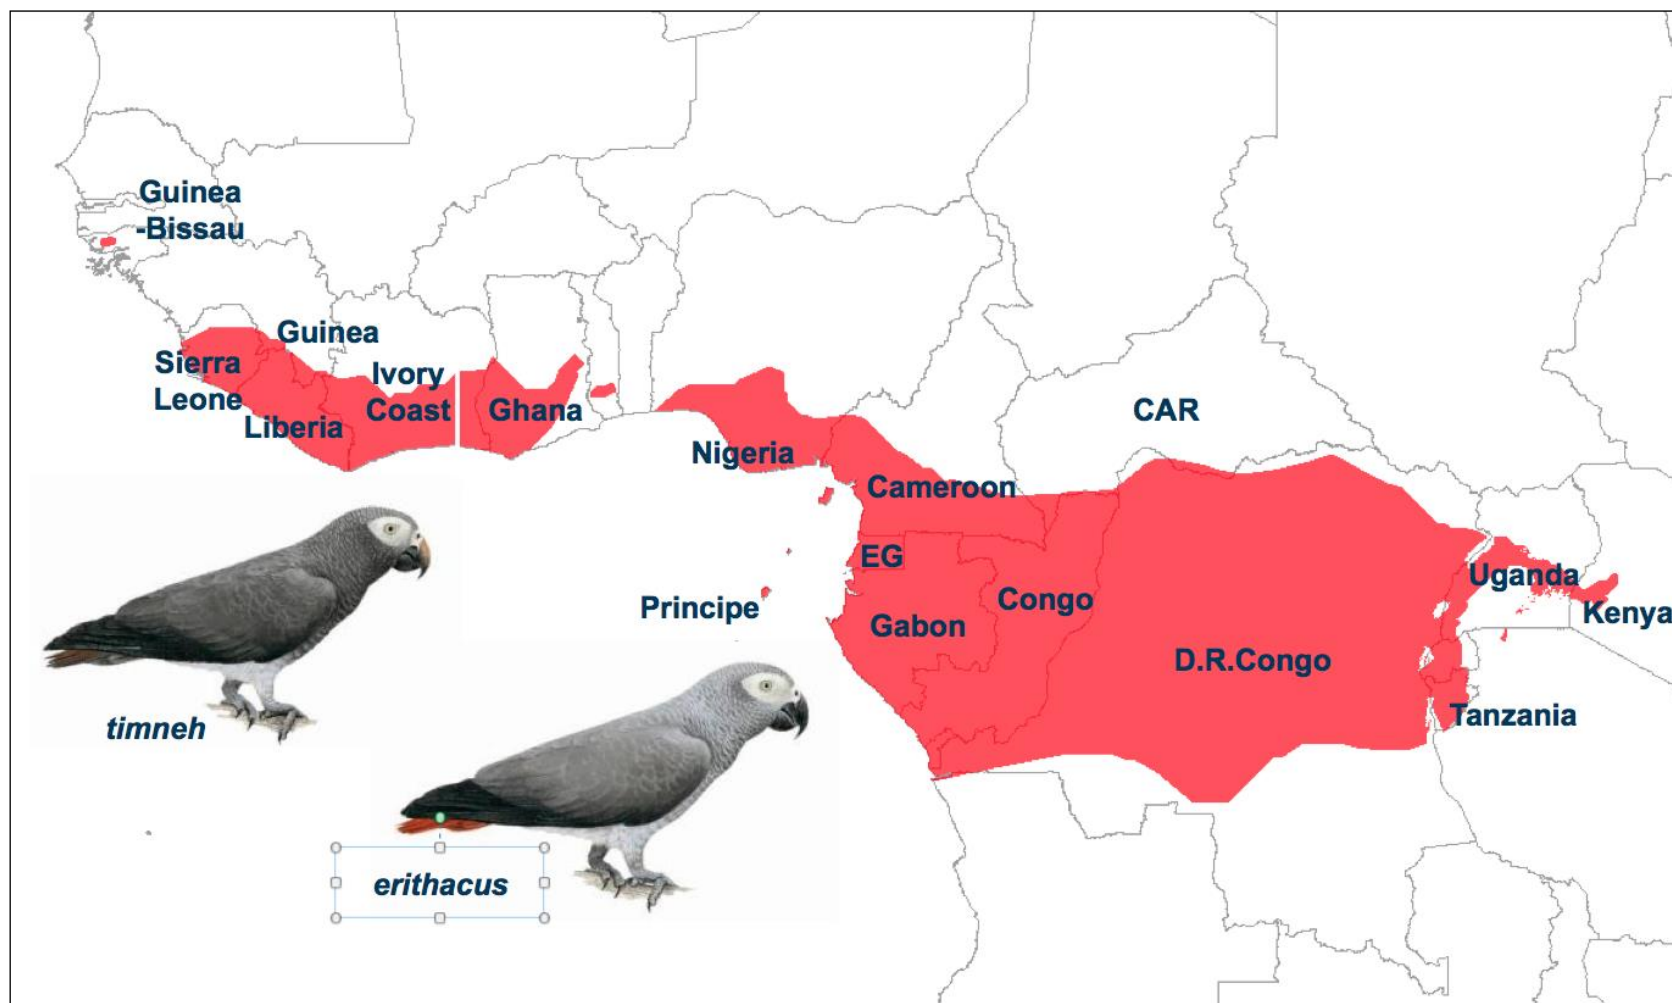 Guinea
-Bissau
Guinea
Sierra
Leone
Liberia
Ivory
Coast
Ghana
Nigeria
Cameroon
CAR
EG
Principe
Gabon
Congo
D.R.Congo
Uganda
Kenya
Tanzania
timneh
erithacus